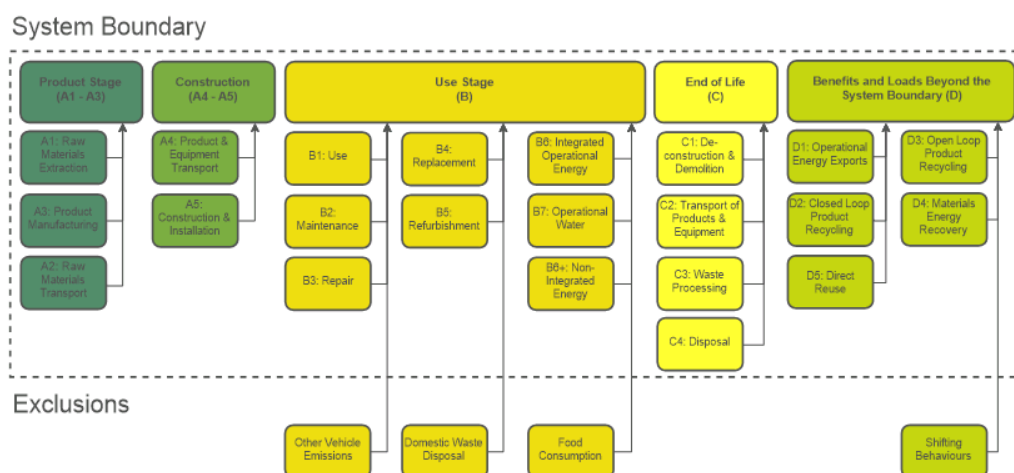 System Boundary
Product Stage
(A1 - A3)
Construction
(A4 - A5)
Use Stage
(B)
End of Life
(C)
Benefits and Loads Beyond the
System Boundary (D)
A1: Raw
Materials
Extraction
A3: Product
Manufacturing
A2: Raw
Materials
Transport
A4: Product &
Equipment
Transport
A5:
Construction &
Installation
B1: Use
B2:
Maintenance
B3: Repair
B4:
Replacement
B5:
Refurbishment
B6: Integrated
Operational
Energy
B7: Operational
Water
B6+: Non-
Integrated
Energy
C1: De-
construction &
Demolition
C2: Transport of
Products &
Equipment
C3: Waste
Processing
C4: Disposal
D1: Operational
Energy Exports
D2: Closed Loop
Product
Recycling
D5: Direct
Reuse
D3: Open Loop
Product
Recycling
D4: Materials
Energy
Recovery
Exclusions
Other Vehicle
Emissions
Domestic Waste
Disposal
Food
Consumption
Shifting
Behaviours